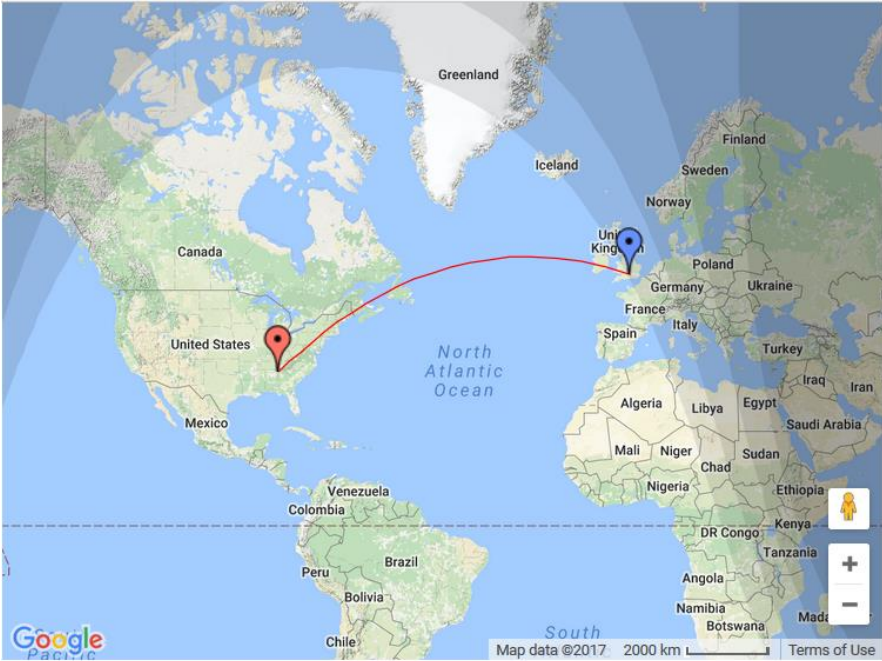 Greenland
Finland
Iceland
Sweden
Norway
Canada
Poland
Germany
Ukraine
France
Italy
Spain
United States
Turkey
North
Atlantic
Ocean
Iraq
Iran
Algeria
Libya
Egypt
Saudi Arabia
Mexico
Mali
Niger
Chad
Sudan
Nigeria
Ethiopia
Venezuela
Colombia
DR Congo
Kenya
Tanzania
Peru
Brazil
Angola
Bolivia
Namibia
Botswana
Chile
South
Google
Pacific
+
−
Map data ©2017 2000 km Terms of Use